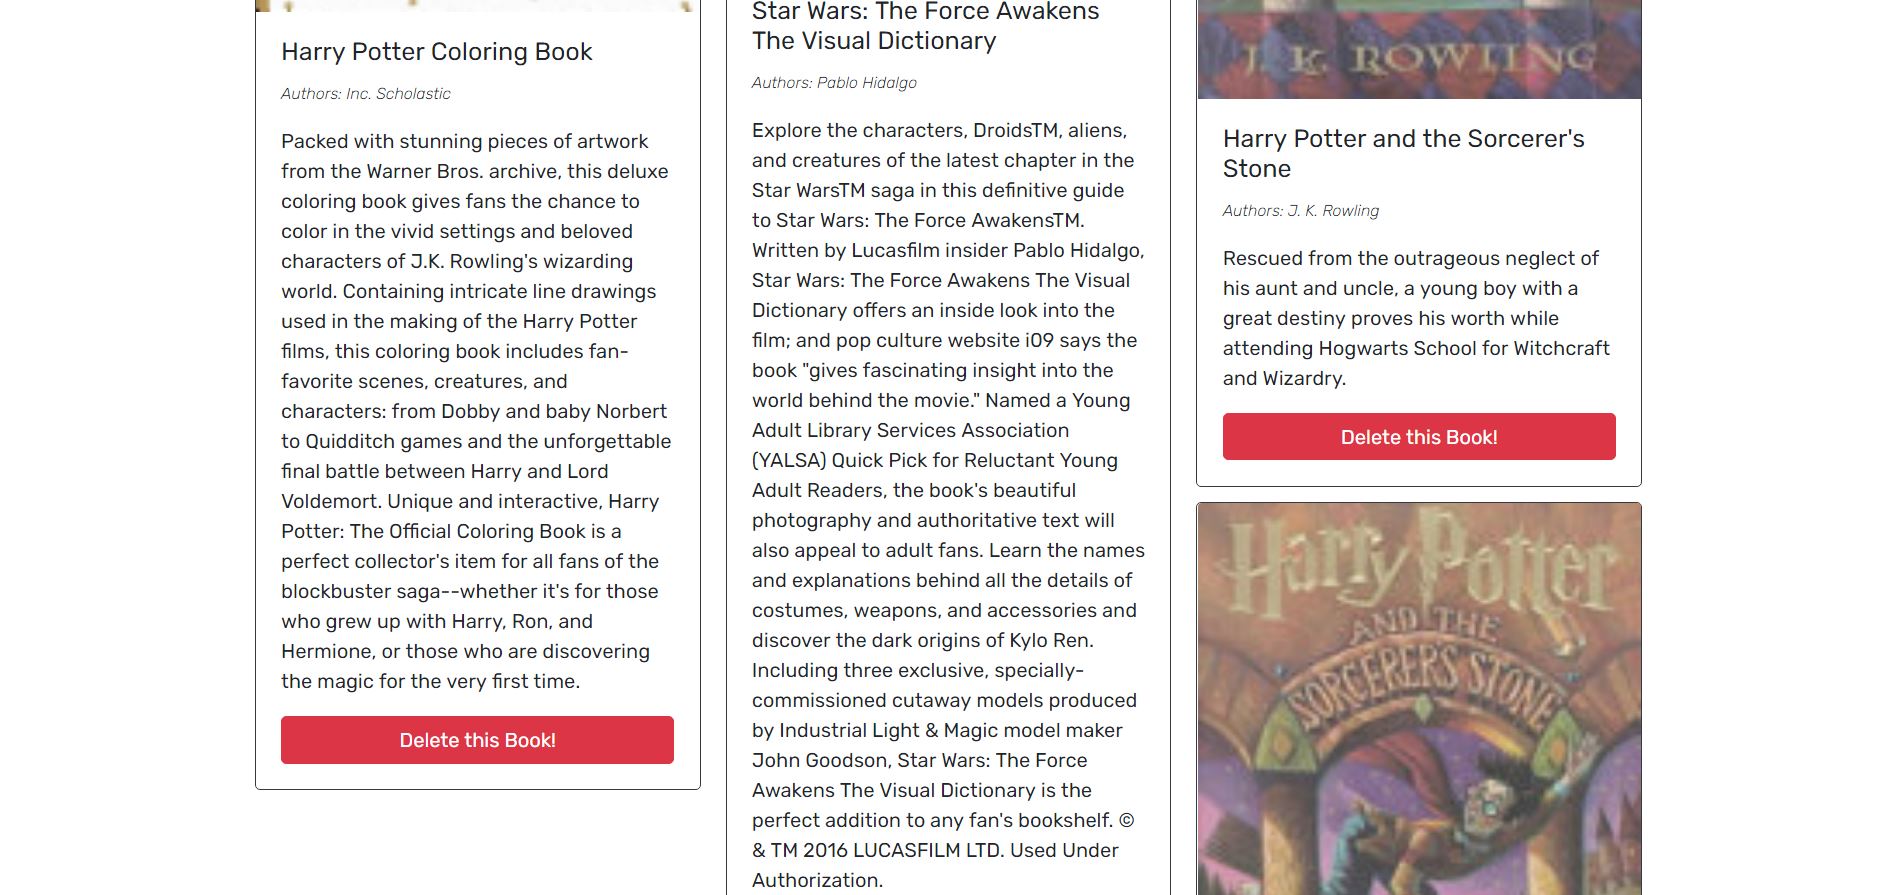 Harry Potter Coloring Book
Authors: Inc. Scholastic
Packed with stunning pieces of artwork
from the Warner Bros. archive, this deluxe
coloring book gives fans the chance to
color in the vivid settings and beloved
characters of J.K. Rowling's wizarding
world. Containing intricate line drawings
used in the making of the Harry Potter
films, this coloring book includes fan-
favorite scenes, creatures, and
characters: from Dobby and baby Norbert
to Quidditch games and the unforgettable
final battle between Harry and Lord
Voldemort. Unique and interactive, Harry
Potter: The Official Coloring Book is a
perfect collector's item for all fans of the
blockbuster saga--whether it's for those
who grew up with Harry, Ron, and
Hermione, or those who are discovering
the magic for the very first time.
Delete this Book!
Star Wars: The Force Awakens
The Visual Dictionary
Authors: Pablo Hidalgo
Explore the characters, DroidsTM, aliens,
and creatures of the latest chapter in the
Star WarsTM saga in this definitive guide
to Star Wars: The Force AwakensTM.
Written by Lucasfilm insider Pablo Hidalgo,
Star Wars: The Force Awakens The Visual
Dictionary offers an inside look into the
film; and pop culture website i09 says the
book "gives fascinating insight into the
world behind the movie." Named a Young
Adult Library Services Association
(YALSA) Quick Pick for Reluctant Young
Adult Readers, the book's beautiful
photography and authoritative text will
also appeal to adult fans. Learn the names
and explanations behind all the details of
costumes, weapons, and accessories and
discover the dark origins of Kylo Ren.
Including three exclusive, specially-
commissioned cutaway models produced
by Industrial Light & Magic model maker
John Goodson, Star Wars: The Force
Awakens The Visual Dictionary is the
perfect addition to any fan's bookshelf. ©
& TM 2016 LUCASFILM LTD. Used Under
Authorization.
J. K. ROWLING
Harry Potter and the Sorcerer's
Stone
Authors: J. K. Rowling
Rescued from the outrageous neglect of
his aunt and uncle, a young boy with a
great destiny proves his worth while
attending Hogwarts School for Witchcraft
and Wizardry.
Delete this Book!
Harry Potter
AND THE
SORCERER'S STONE